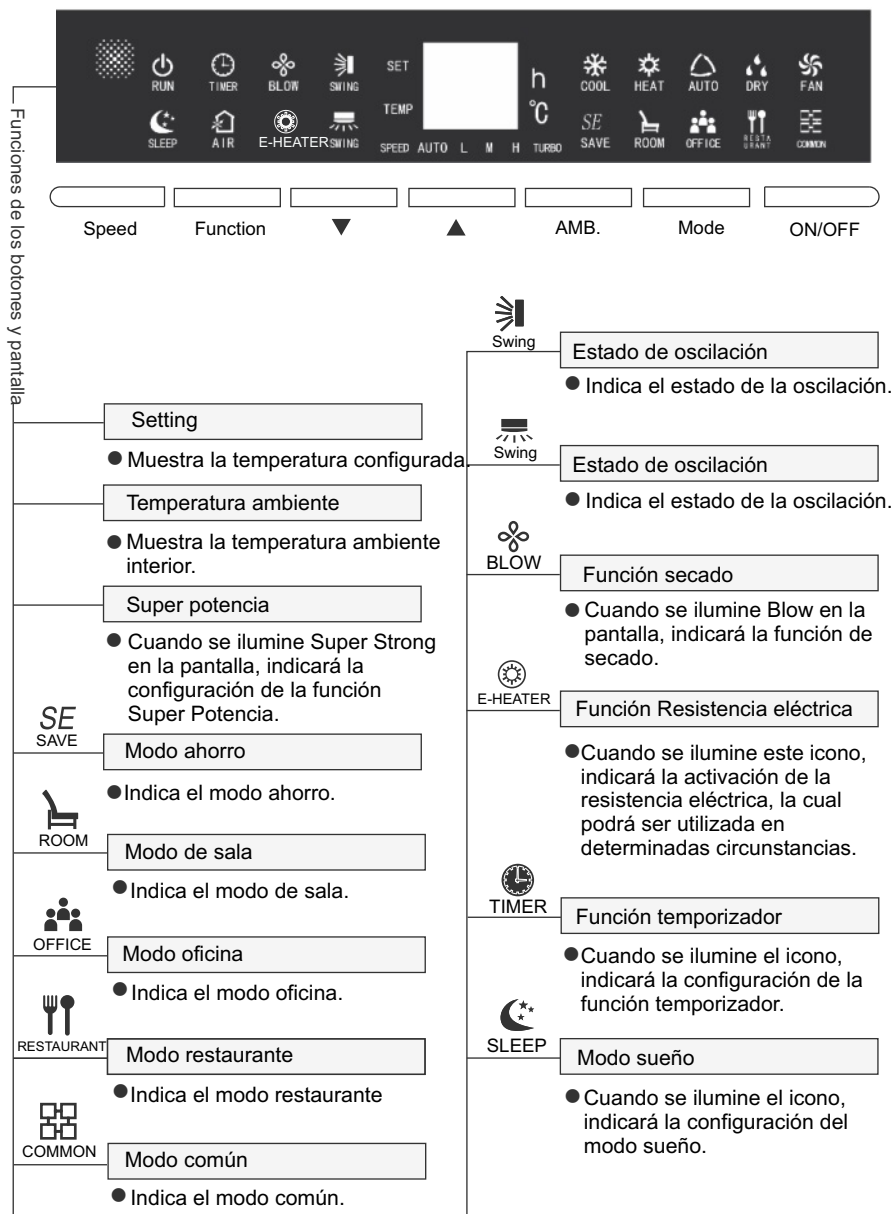 RUN TIMER BLOW SWING SET h COOL HEAT AUTO DRY FAN
TEMP °C
SLEEP AIR E-HEATER SWING SPEED AUTO L M H TURBO SE SAVE ROOM OFFICE RESTAURANT COMMON
Speed Function ▼ ▲ AMB. Mode ON/OFF
Funciones de los botones y pantalla
Setting
● Muestra la temperatura configurada.
Temperatura ambiente
● Muestra la temperatura ambiente
interior.
Super potencia
● Cuando se ilumine Super Strong
en la pantalla, indicará la
configuración de la función
Super Potencia.
SE
SAVE
Modo ahorro
●Indica el modo ahorro.
ROOM
Modo de sala
●Indica el modo de sala.
OFFICE
Modo oficina
●Indica el modo oficina.
RESTAURANT
Modo restaurante
●Indica el modo restaurante
COMMON
Modo común
●Indica el modo común.
Swing
Estado de oscilación
● Indica el estado de la oscilación.
Swing
Estado de oscilación
● Indica el estado de la oscilación.
BLOW
Función secado
● Cuando se ilumine Blow en la
pantalla, indicará la función de
secado.
E-HEATER
Función Resistencia eléctrica
●Cuando se ilumine este icono,
indicará la activación de la
resistencia eléctrica, la cual
podrá ser utilizada en
determinadas circunstancias.
TIMER
Función temporizador
●Cuando se ilumine el icono,
indicará la configuración de la
función temporizador.
SLEEP
Modo sueño
● Cuando se ilumine el icono,
indicará la configuración del
modo sueño.